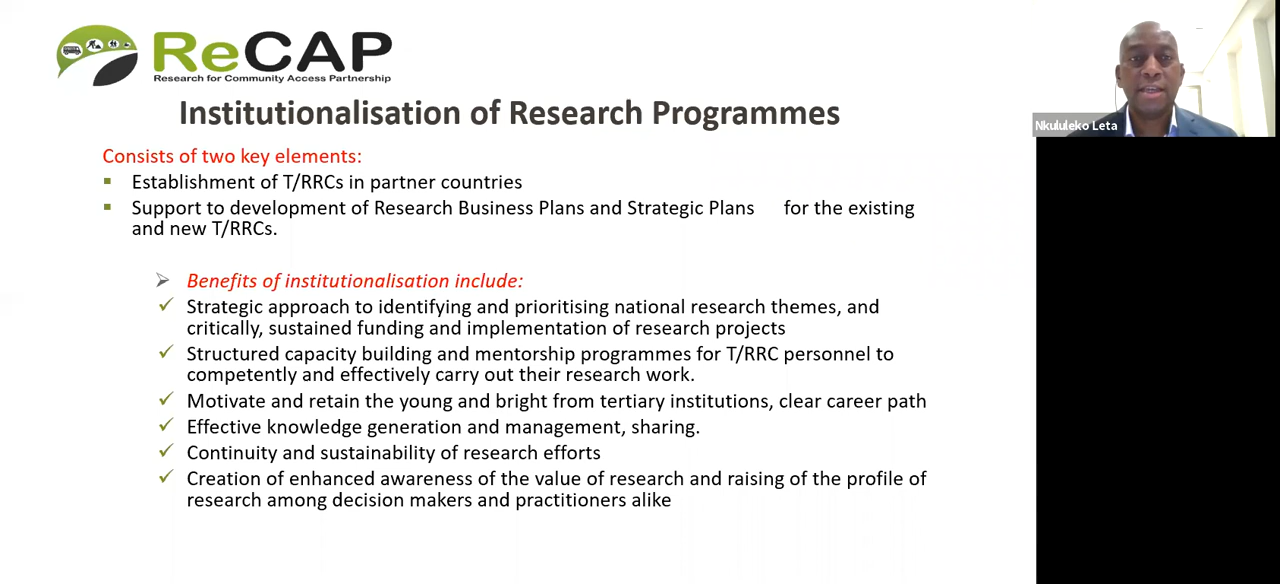 ReCAP
Research for Community Access Partnership
Institutionalisation of Research Programmes
Nkululeko Leta
Consists of two key elements:
Establishment of T/RRCs in partner countries
Support to development of Research Business Plans and Strategic Plans for the existing
and new T/RRCs.
Benefits of institutionalisation include:
Strategic approach to identifying and prioritising national research themes, and
critically, sustained funding and implementation of research projects
Structured capacity building and mentorship programmes for T/RRC personnel to
competently and effectively carry out their research work.
Motivate and retain the young and bright from tertiary institutions, clear career path
Effective knowledge generation and management, sharing.
Continuity and sustainability of research efforts
Creation of enhanced awareness of the value of research and raising of the profile of
research among decision makers and practitioners alike